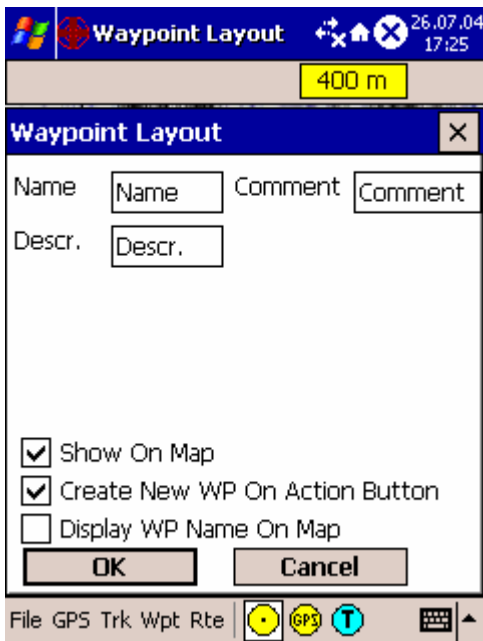 Waypoint Layout 26.07.04
17:25
400 m
Waypoint Layout
Name Name Comment Comment
Descr. Descr.
Show On Map
Create New WP On Action Button
Display WP Name On Map
OK Cancel
File GPS Trk Wpt Rte GPS T